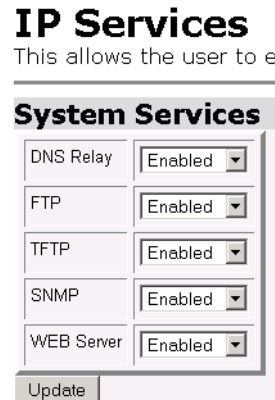 IP Services
This allows the user to e
System Services
DNS Relay Enabled
FTP Enabled
TFTP Enabled
SNMP Enabled
WEB Server Enabled
Update